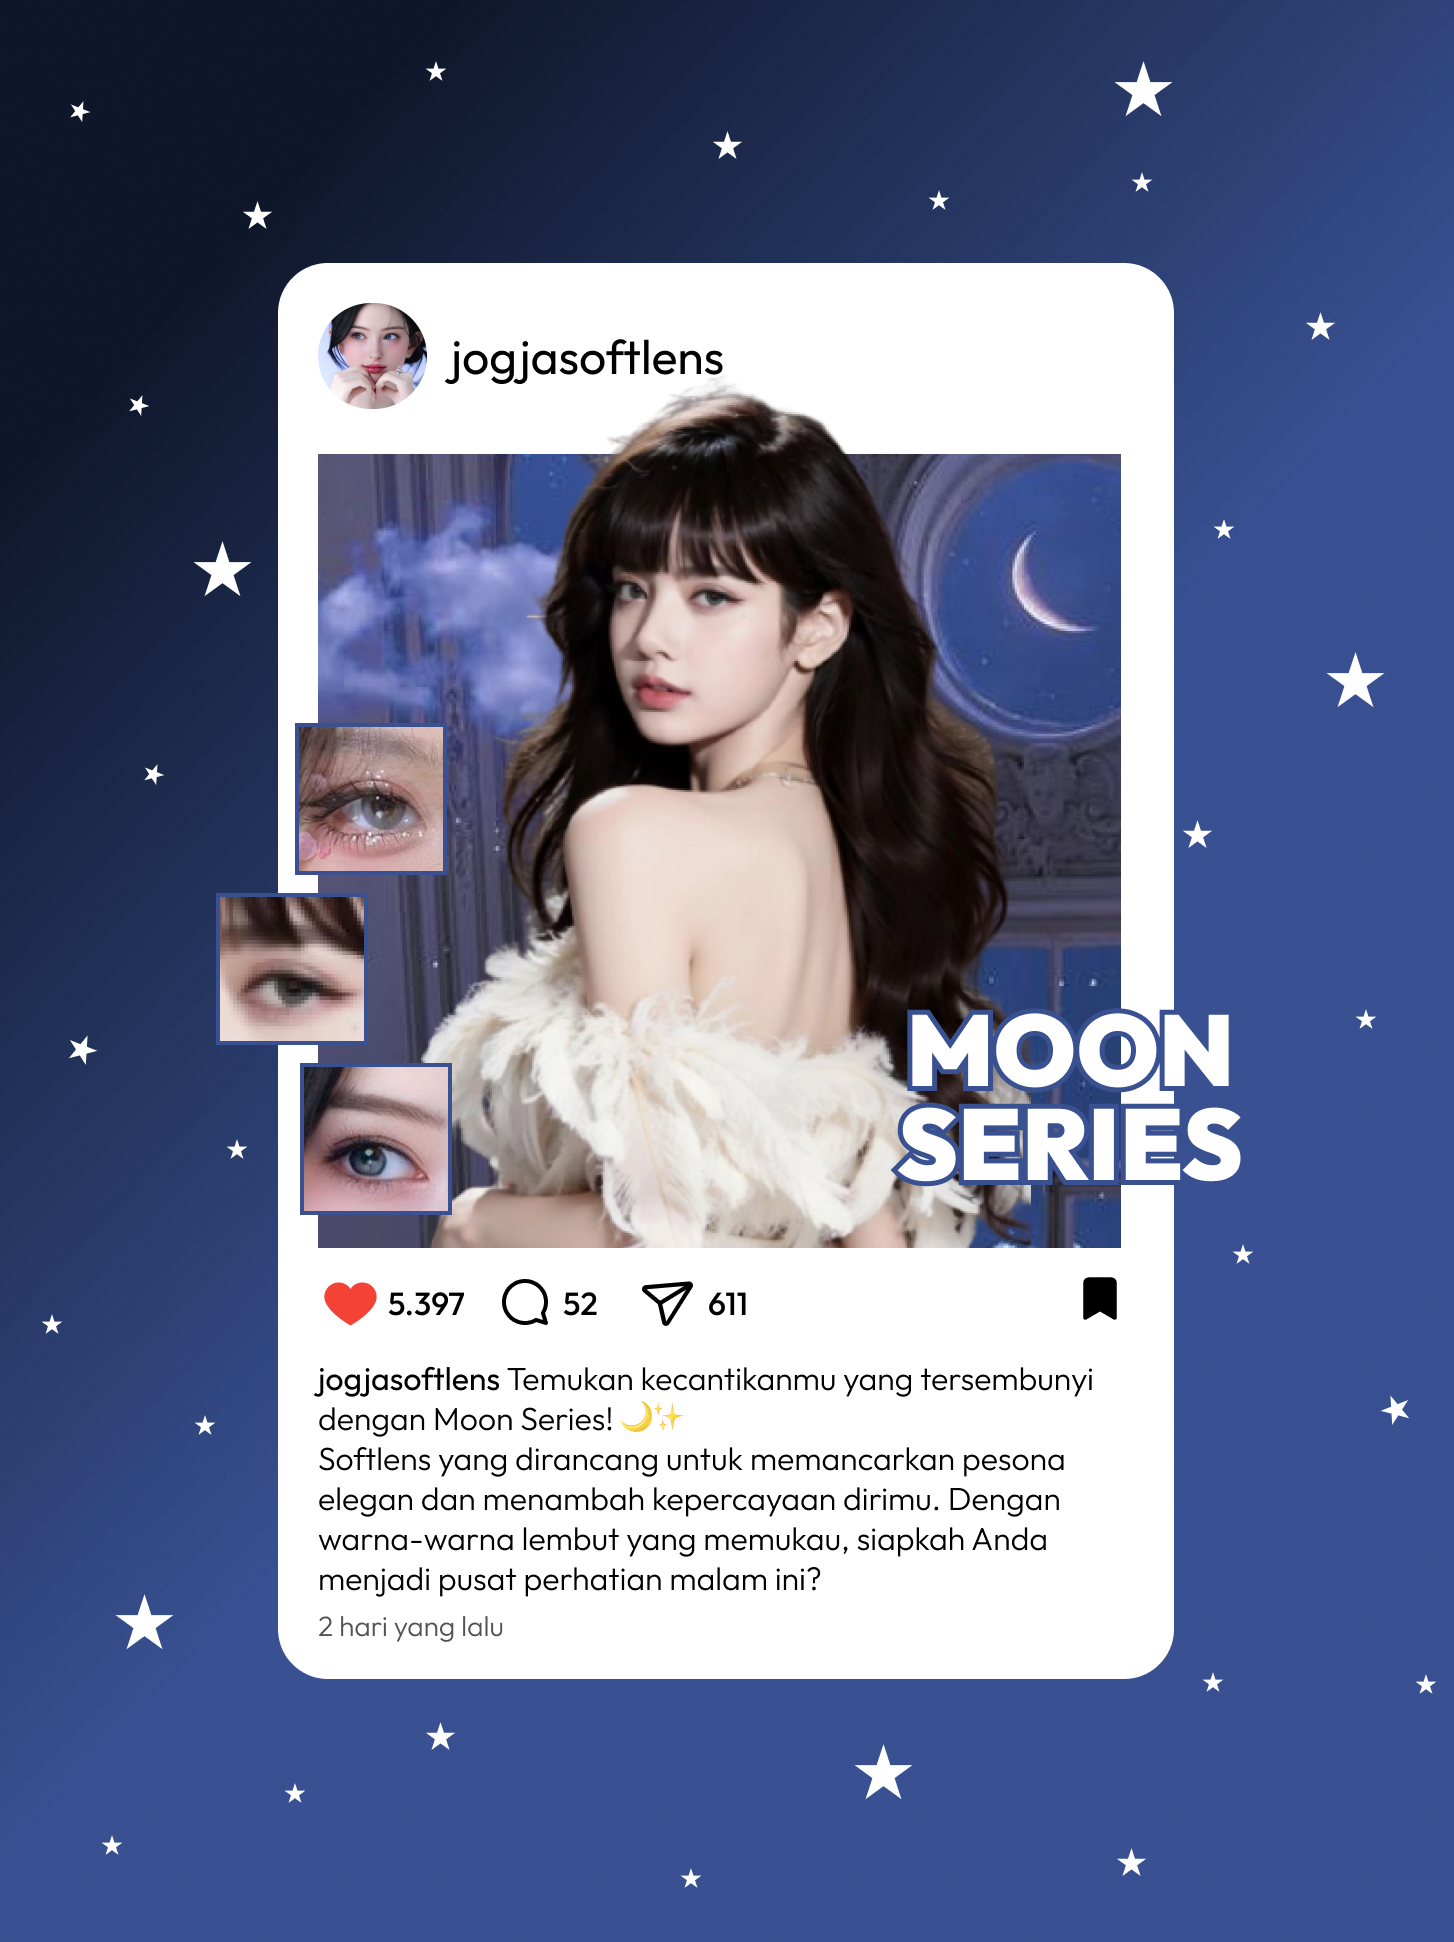 jogjasoftlens
MOON
SERIES
5.397 52 611
jogjasoftlens Temukan kecantikanmu yang tersembunyi
dengan Moon Series! 🌙✨
Softlens yang dirancang untuk memancarkan pesona
elegan dan menambah kepercayaan dirimu. Dengan
warna-warna lembut yang memukau, siapkah Anda
menjadi pusat perhatian malam ini?
2 hari yang lalu